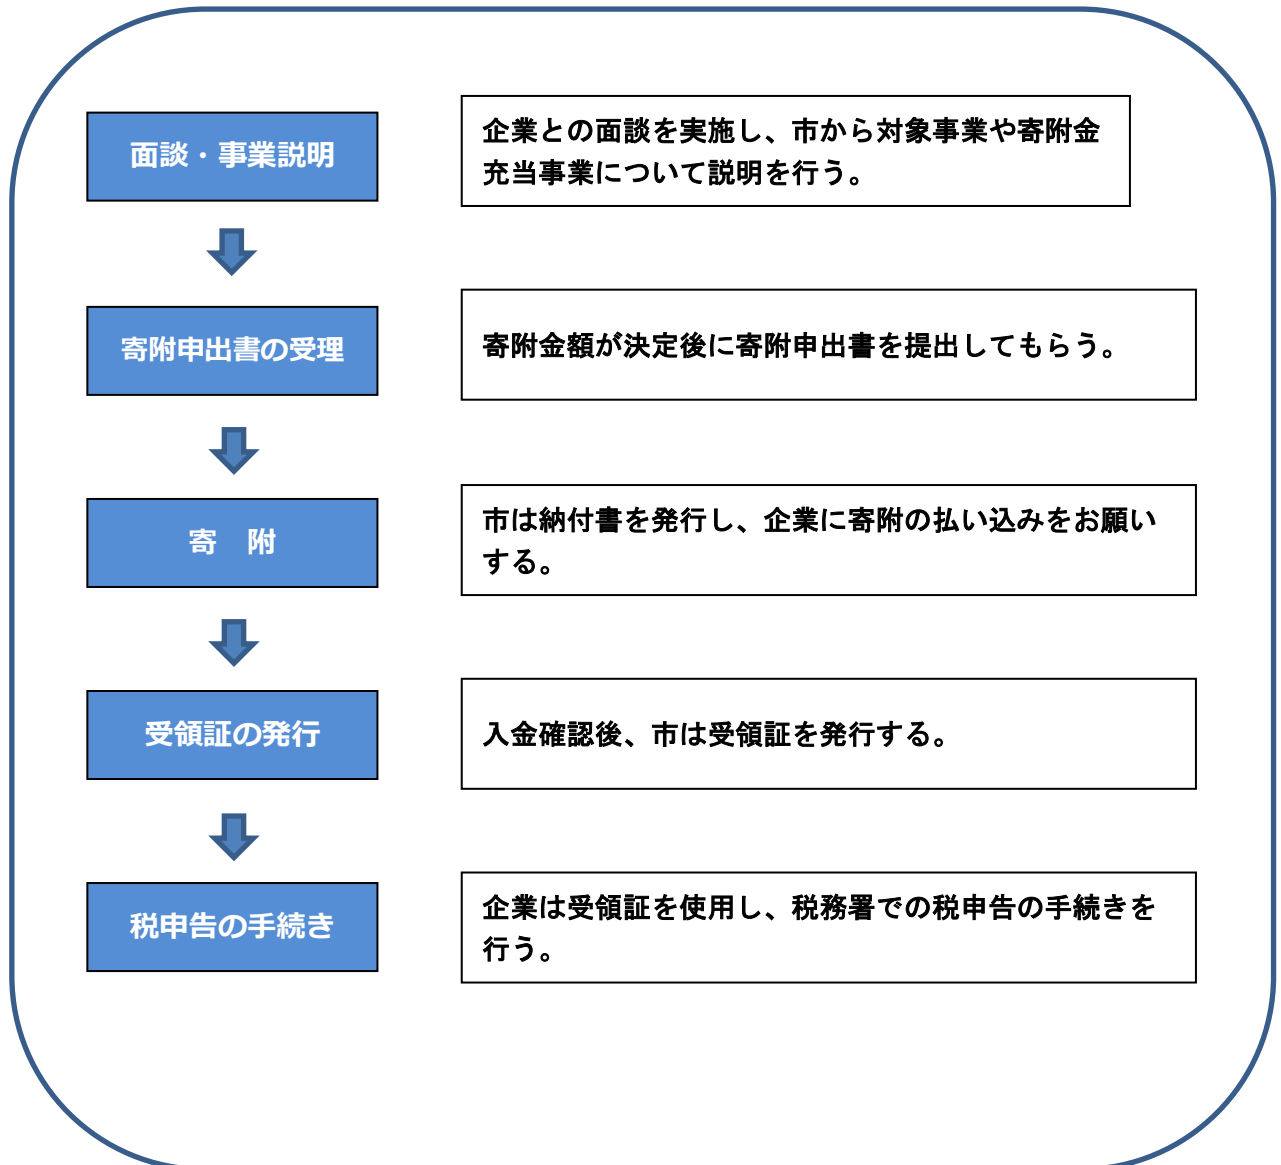 面談・事業説明
企業との面談を実施し、市から対象事業や寄附金
充当事業について説明を行う。
寄附申出書の受理
寄附金額が決定後に寄附申出書を提出してもらう。
寄　附
市は納付書を発行し、企業に寄附の払い込みをお願い
する。
受領証の発行
入金確認後、市は受領証を発行する。
税申告の手続き
企業は受領証を使用し、税務署での税申告の手続きを
行う。